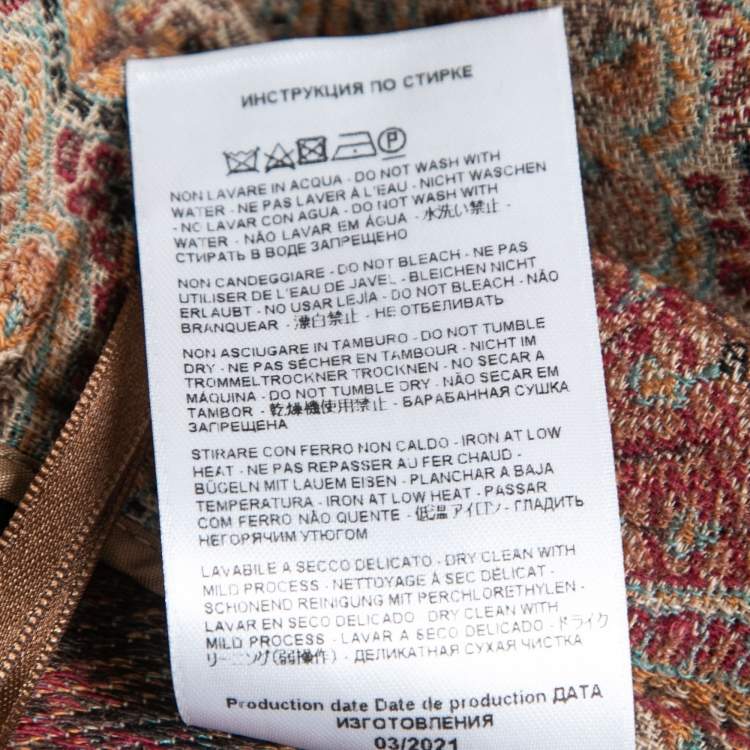 ИНСТРУКЦИЯ ПО СТИРКЕ
P
NON LAVARE IN ACQUA - DO NOT WASH WITH
WATER - NE PAS LAVER À L'EAU - NICHT WASCHEN
- NO LAVAR CON AGUA - DO NOT WASH WITH
WATER - NÃO LAVAR EM ÁGUA - 水洗い禁止 -
СТИРАТЬ В ВОДЕ ЗАПРЕЩЕНО
NON CANDEGGIARE - DO NOT BLEACH - NE PAS
UTILISER DE L'EAU DE JAVEL - BLEICHEN NICHT
ERLAUBT - NO USAR LEJÍA - DO NOT BLEACH - NÃO
BRANQUEAR - 漂白禁止 - НЕ ОТБЕЛИВАТЬ
NON ASCIUGARE IN TAMBURO - DO NOT TUMBLE
DRY - NE PAS SÉCHER EN TAMBOUR - NICHT IM
TROMMELTROCKNER TROCKNEN - NO SECAR A
MÁQUINA - DO NOT TUMBLE DRY - NÃO SECAR EM
TAMBOR - 乾燥機使用禁止 - БАРАБАННАЯ СУШКА
ЗАПРЕЩЕНА
STIRARE CON FERRO NON CALDO - IRON AT LOW
HEAT - NE PAS REPASSER AU FER CHAUD -
BÜGELN MIT LAUEM EISEN - PLANCHAR A BAJA
TEMPERATURA - IRON AT LOW HEAT - PASSAR
COM FERRO NÃO QUENTE - 低温アイロン - ГЛАДИТЬ
НЕГОРЯЧИМ УТЮГОМ
LAVABILE A SECCO DELICATO - DRY CLEAN WITH
MILD PROCESS - NETTOYAGE À SEC DÉLICAT -
SCHONEND REINIGUNG MIT PERCHLORETHYLEN -
LAVAR EN SECO DELICADO - DRY CLEAN WITH
MILD PROCESS - LAVAR A SECO DELICADO - ドライク
リーニング(弱操作) - ДЕЛИКАТНАЯ СУХАЯ ЧИСТКА
Production date Date de production ДАТА
ИЗГОТОВЛЕНИЯ
03/2021